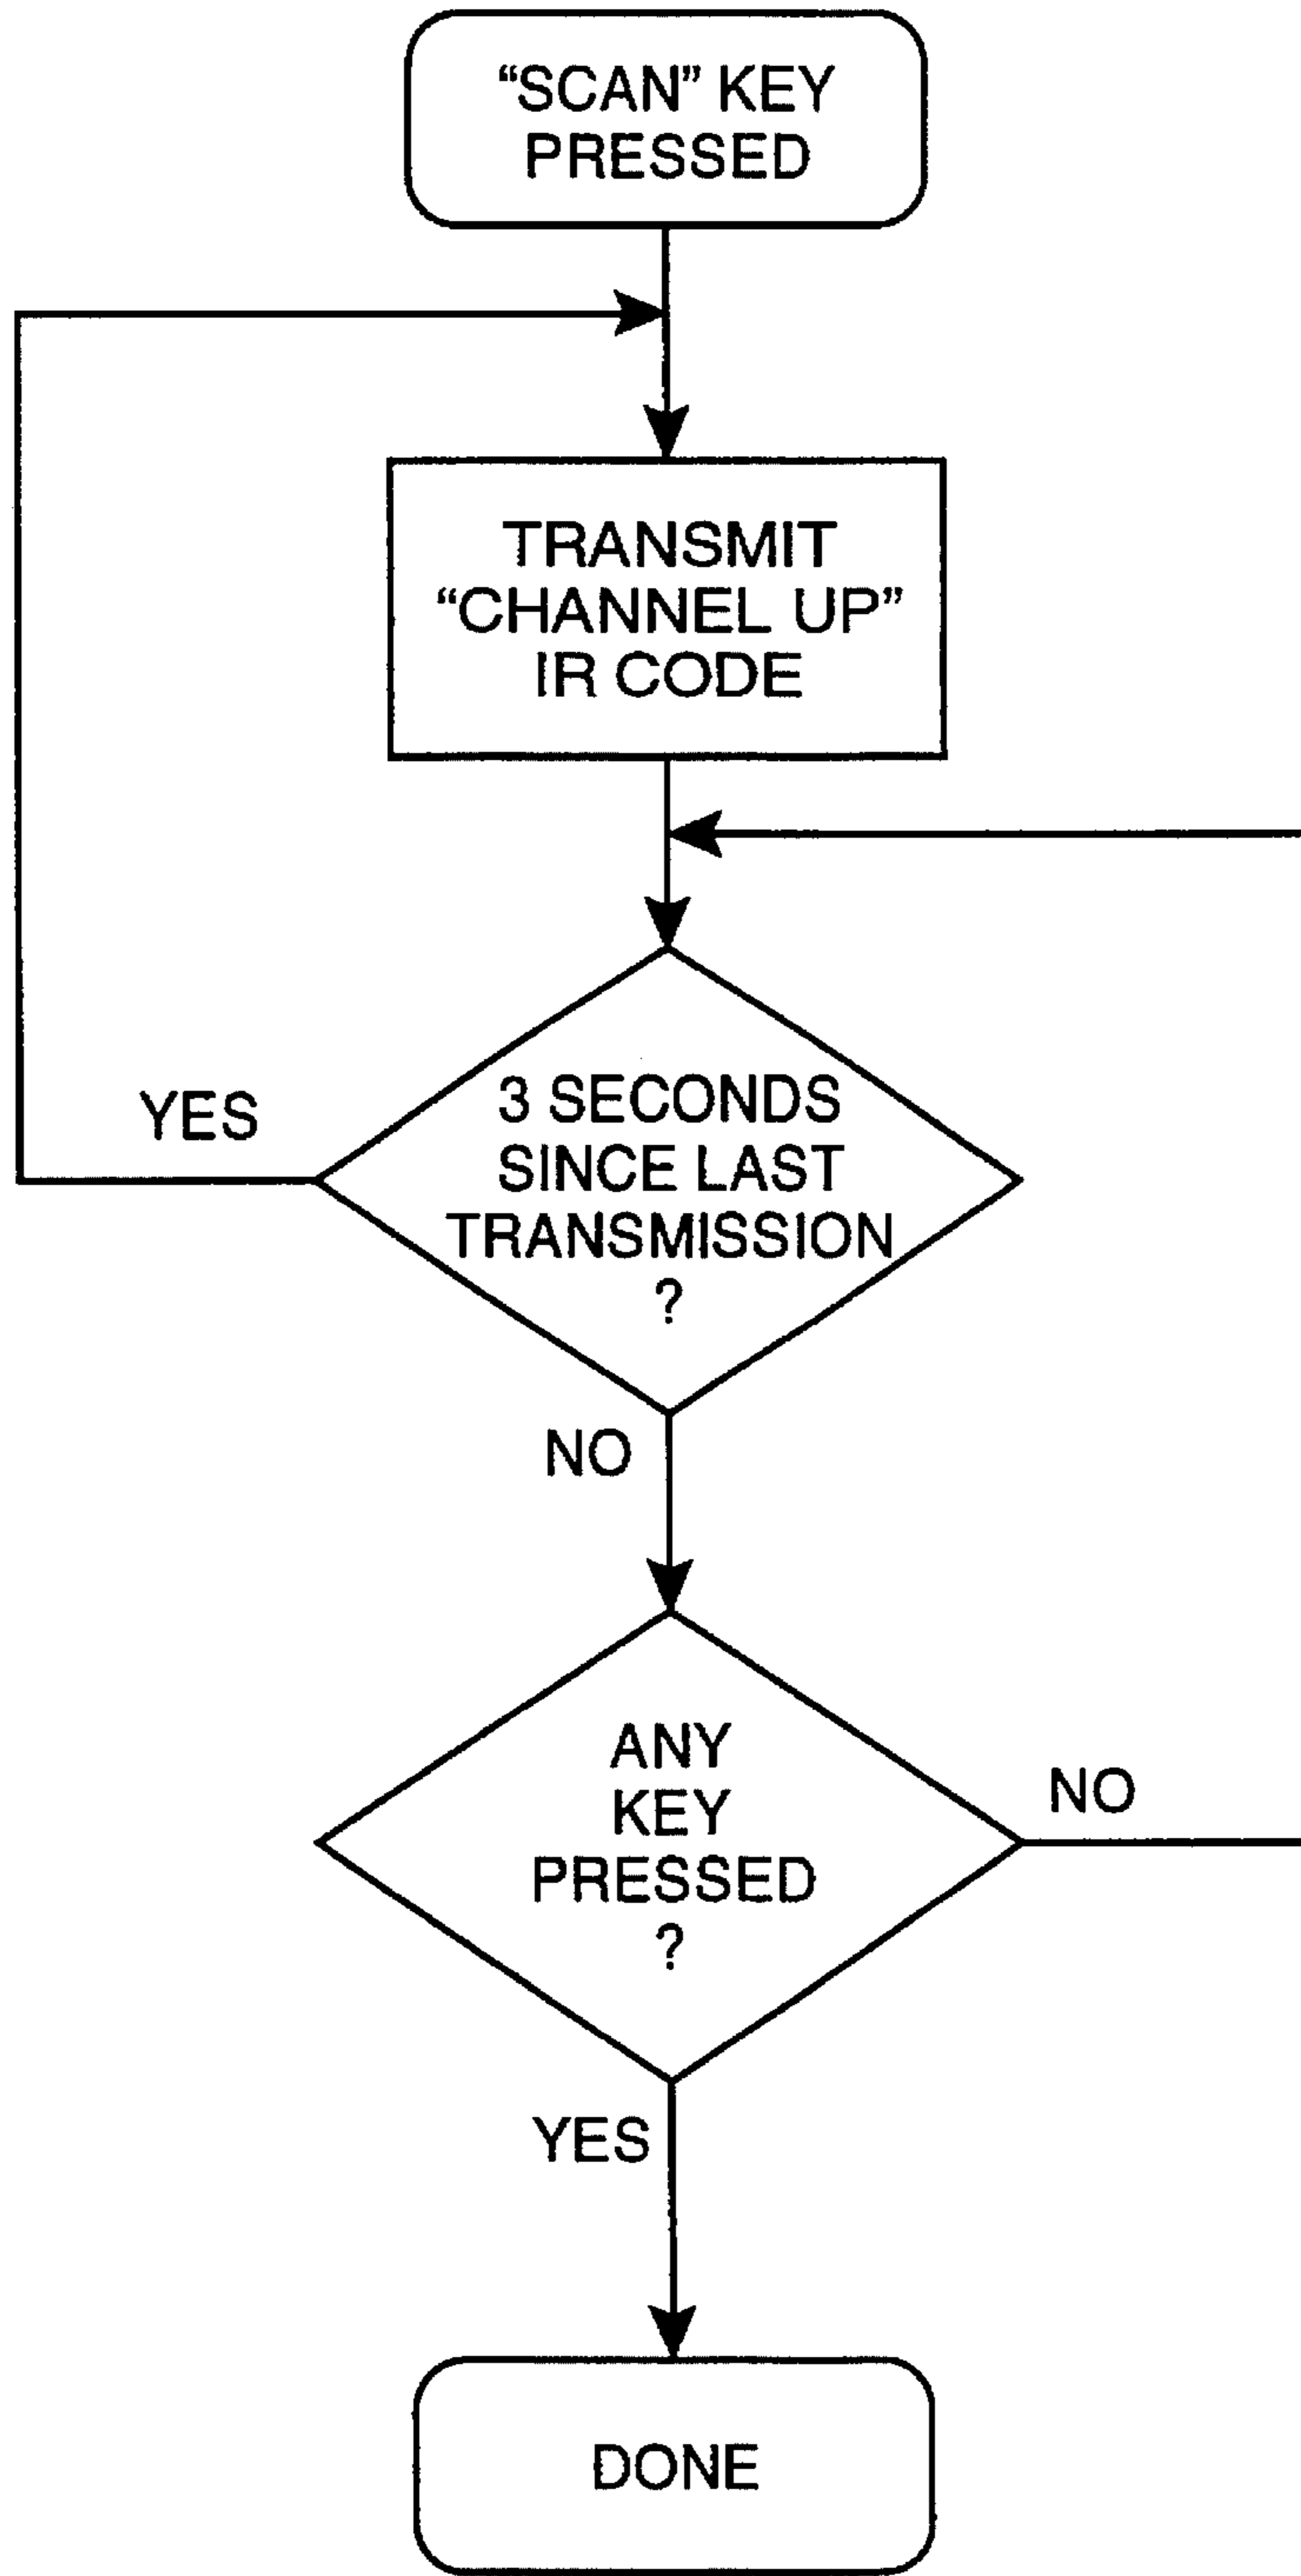 “SCAN” KEY
PRESSED
TRANSMIT
“CHANNEL UP”
IR CODE
YES
3 SECONDS
SINCE LAST
TRANSMISSION
?
NO
ANY
KEY
PRESSED
?
NO
YES
DONE